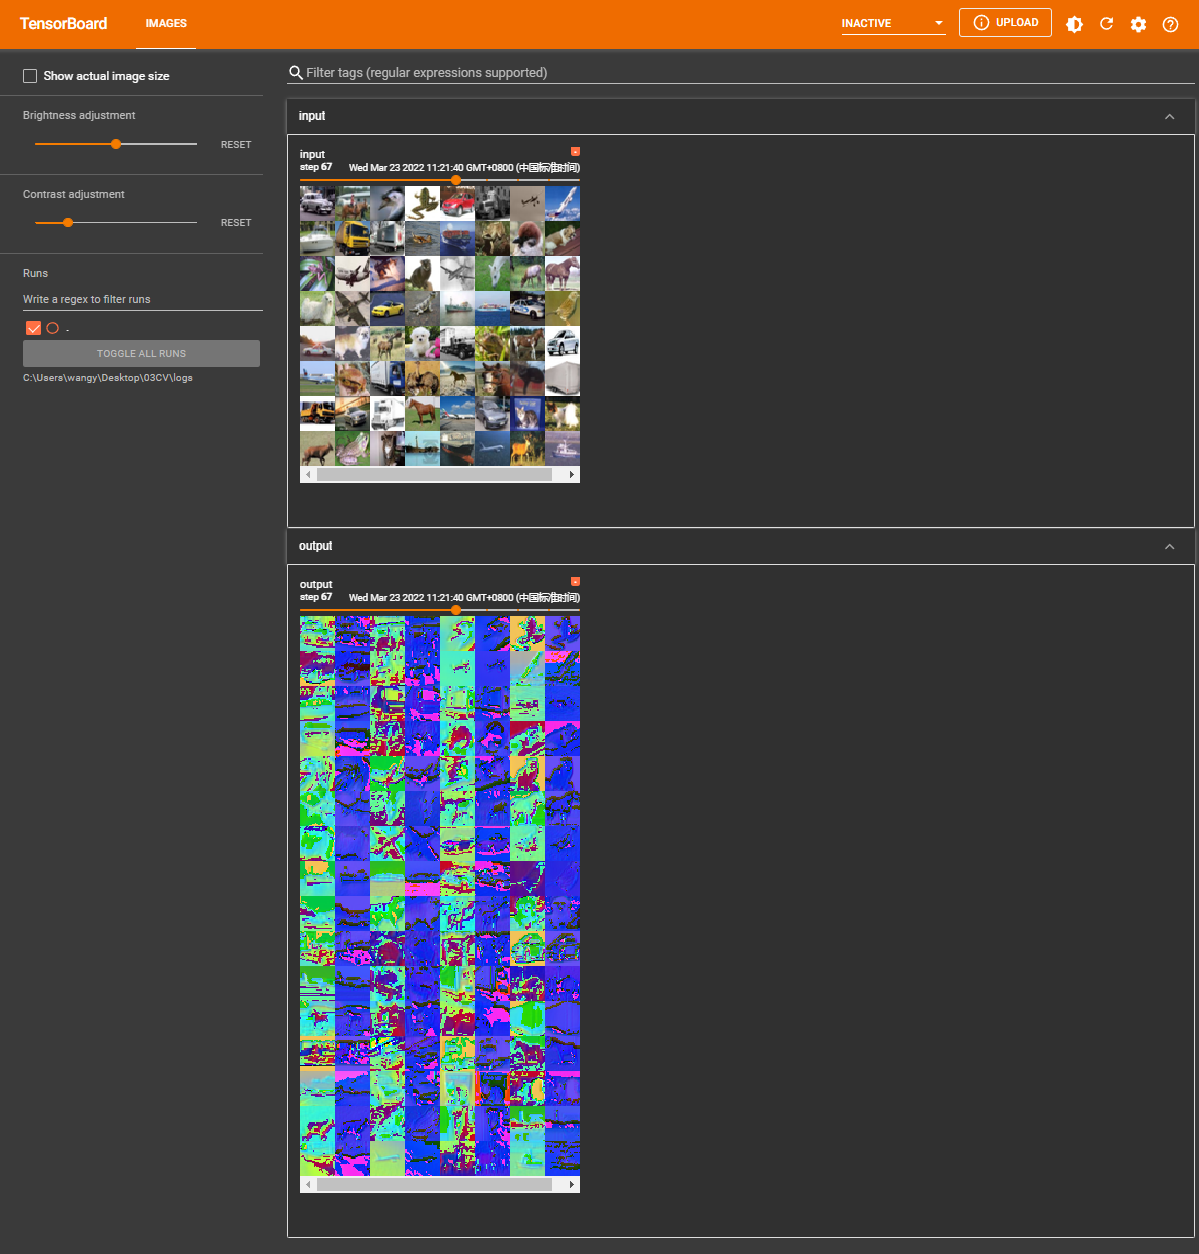 TensorBoard
IMAGES
INACTIVE
UPLOAD
Show actual image size
Brightness adjustment
RESET
Contrast adjustment
RESET
Runs
Write a regex to filter runs
.
TOGGLE ALL RUNS
C:\Users\wangy\Desktop\03CV\logs
Filter tags (regular expressions supported)
input
input
step 67 Wed Mar 23 2022 11:21:40 GMT+0800 (中国标准时间)
output
output
step 67 Wed Mar 23 2022 11:21:40 GMT+0800 (中国标准时间)